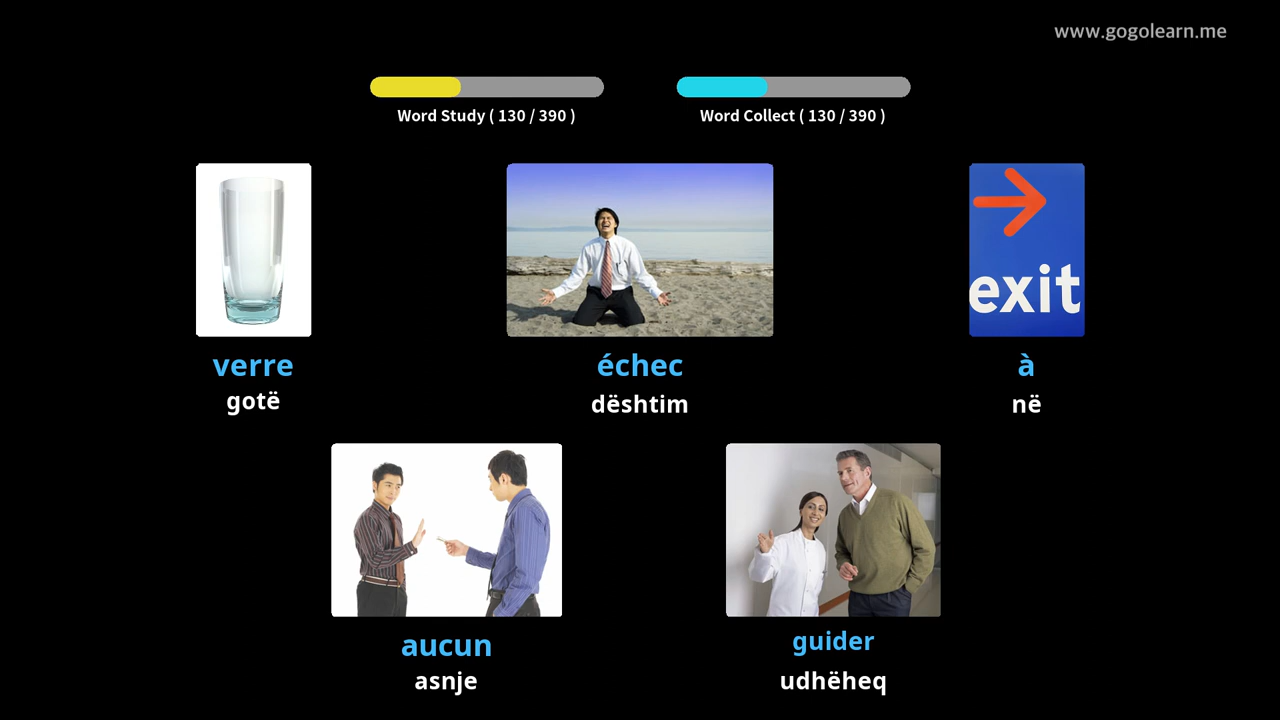 www.gogolearn.me
Word Study ( 130 / 390 )
Word Collect ( 130 / 390 )
exit
verre
gotë
échec
dështim
à
në
aucun
asnje
guider
udhëheq